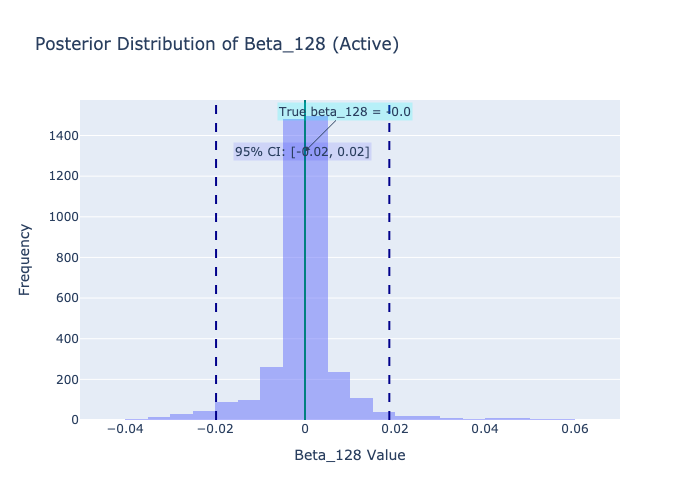 Posterior Distribution of Beta_128 (Active)
True beta_128 = -0.0
95% CI: [-0.02, 0.02]
1400
1200
1000
800
600
400
200
0
Frequency
−0.04
−0.02
0
0.02
0.04
0.06
Beta_128 Value